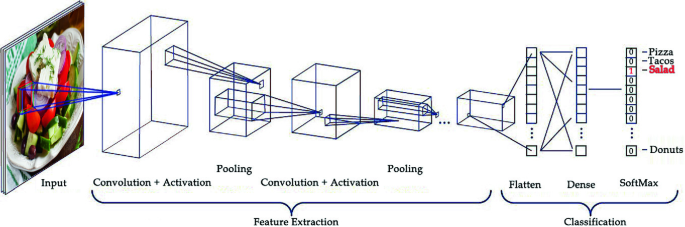 0 – Pizza
0 – Tacos
1 – Salad
0
0
0
0
0
0 – Donuts
Input
Convolution + Activation
Pooling
Convolution + Activation
Pooling
...
Flatten
Dense
SoftMax
Feature Extraction
Classification